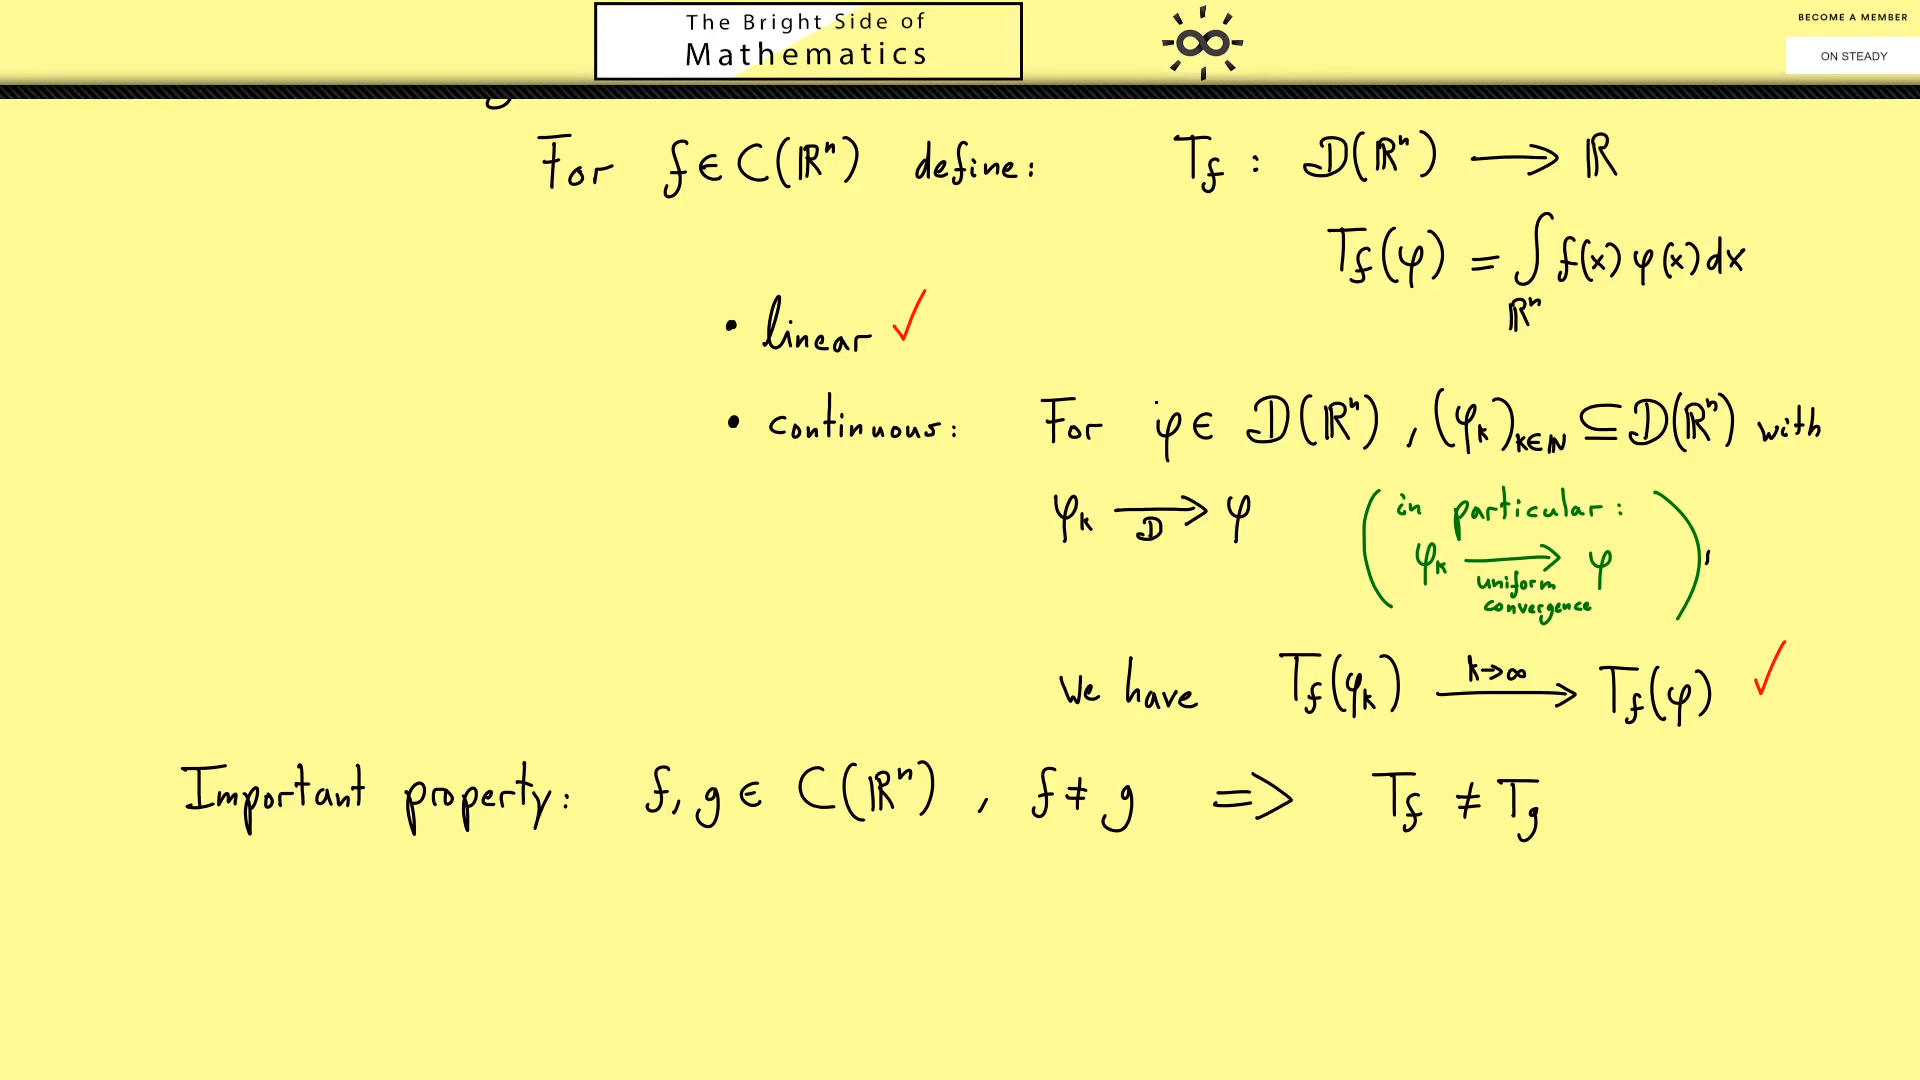 The Bright Side of
Mathematics
BECOME A MEMBER
ON STEADY
For f ∈ C(ℝⁿ) define: T_f : 𝒟(ℝⁿ) ⟶ ℝ
T_f(φ) = ∫_{ℝⁿ} f(x) φ(x) dx
• linear ✓
• continuous: For φ ∈ 𝒟(ℝⁿ), (φ_k)_{k∈ℕ} ⊆ 𝒟(ℝⁿ) with
φ_k ⟶_𝒟 φ (in particular:
φ_k ⟶ φ),
uniform
convergence
We have T_f(φ_k) ⟶^{k→∞} T_f(φ) ✓
Important property: f, g ∈ C(ℝⁿ), f ≠ g ⟹ T_f ≠ T_g